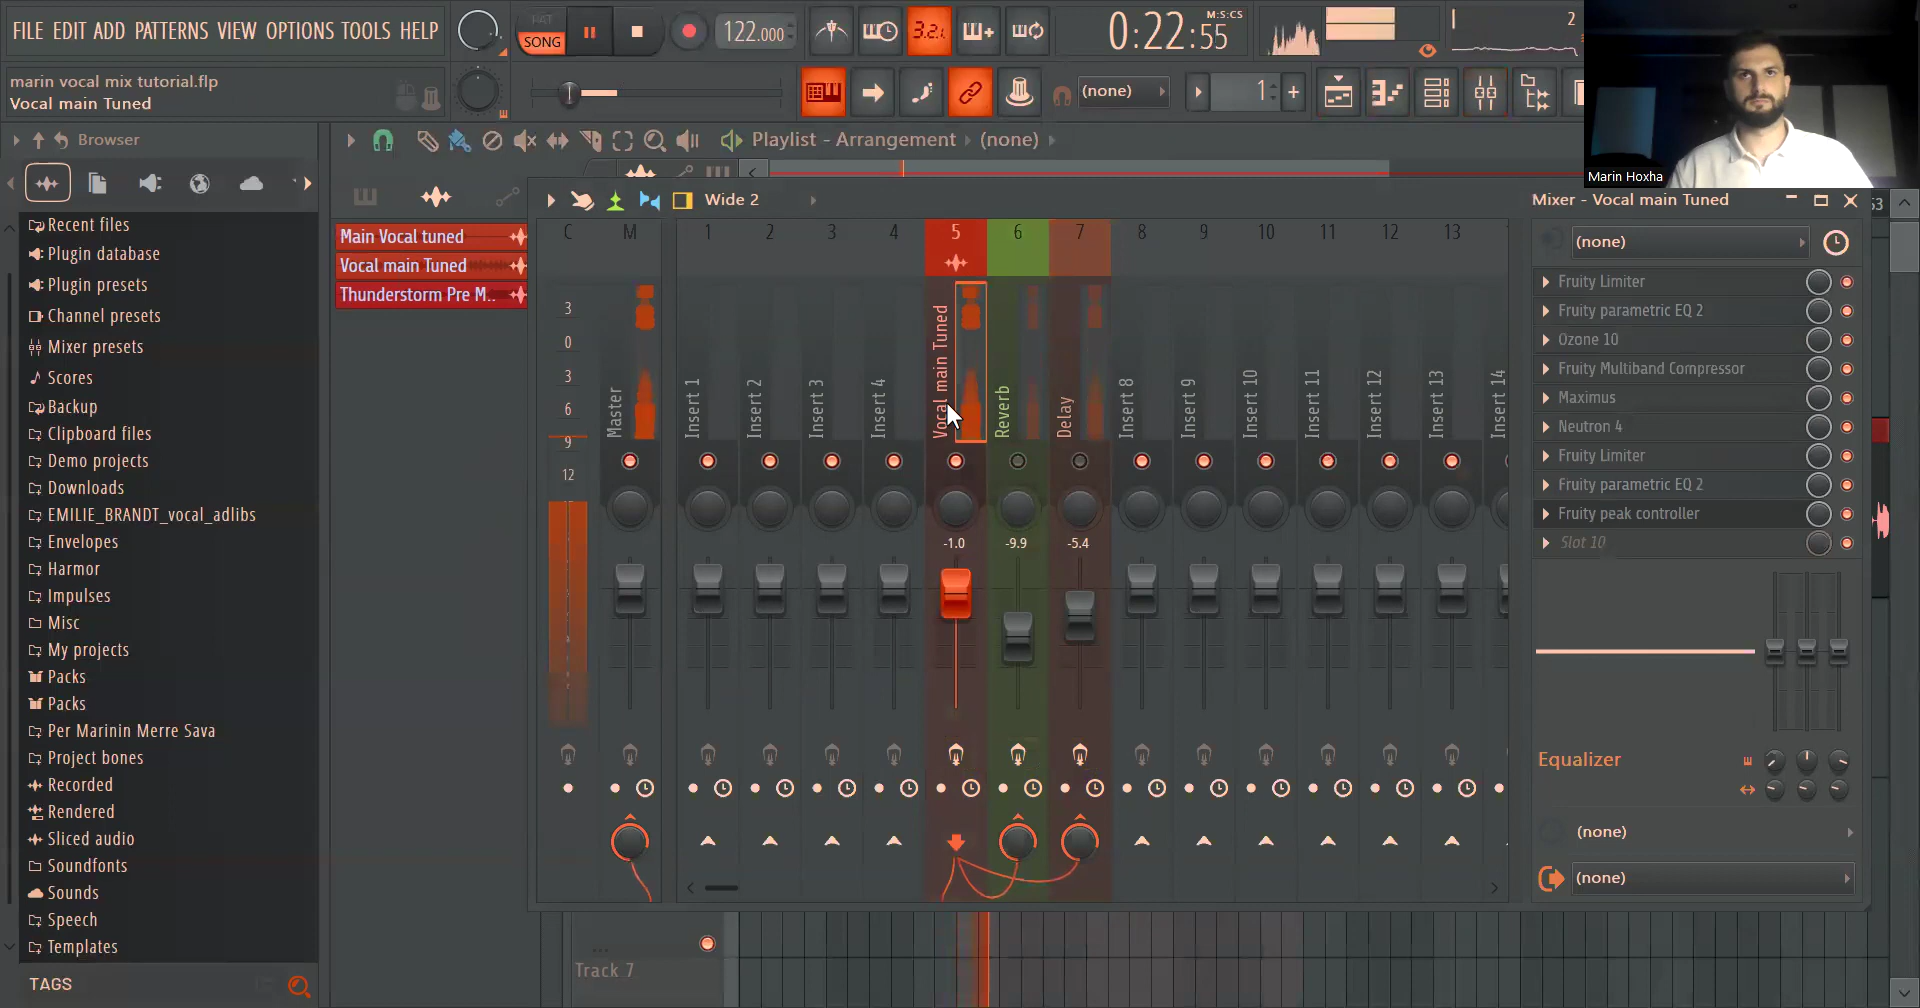 FILE EDIT ADD PATTERNS VIEW OPTIONS TOOLS HELP
PAT
SONG
122.000
3.2.1
0:22:55
M:S:CS
2
marin vocal mix tutorial.flp
Vocal main Tuned
(none)
1
Marin Hoxha
Browser
Playlist - Arrangement
(none)
Wide 2
Mixer - Vocal main Tuned
53
Recent files
Plugin database
Plugin presets
Channel presets
Mixer presets
Scores
Backup
Clipboard files
Demo projects
Downloads
EMILIE_BRANDT_vocal_adlibs
Envelopes
Harmor
Impulses
Misc
My projects
Packs
Packs
Per Marinin Merre Sava
Project bones
Recorded
Rendered
Sliced audio
Soundfonts
Sounds
Speech
Templates
TAGS
Main Vocal tuned
Vocal main Tuned
Thunderstorm Pre M..
C M 1 2 3 4 5 6 7 8 9 10 11 12 13
3
0
3
6
9
12
Master
Insert 1
Insert 2
Insert 3
Insert 4
Vocal main Tuned
Reverb
Delay
Insert 8
Insert 9
Insert 10
Insert 11
Insert 12
Insert 13
Insert 14
-1.0
-9.9
-5.4
(none)
Fruity Limiter
Fruity parametric EQ 2
Ozone 10
Fruity Multiband Compressor
Maximus
Neutron 4
Fruity Limiter
Fruity parametric EQ 2
Fruity peak controller
Slot 10
Equalizer
(none)
(none)
...
Track 7